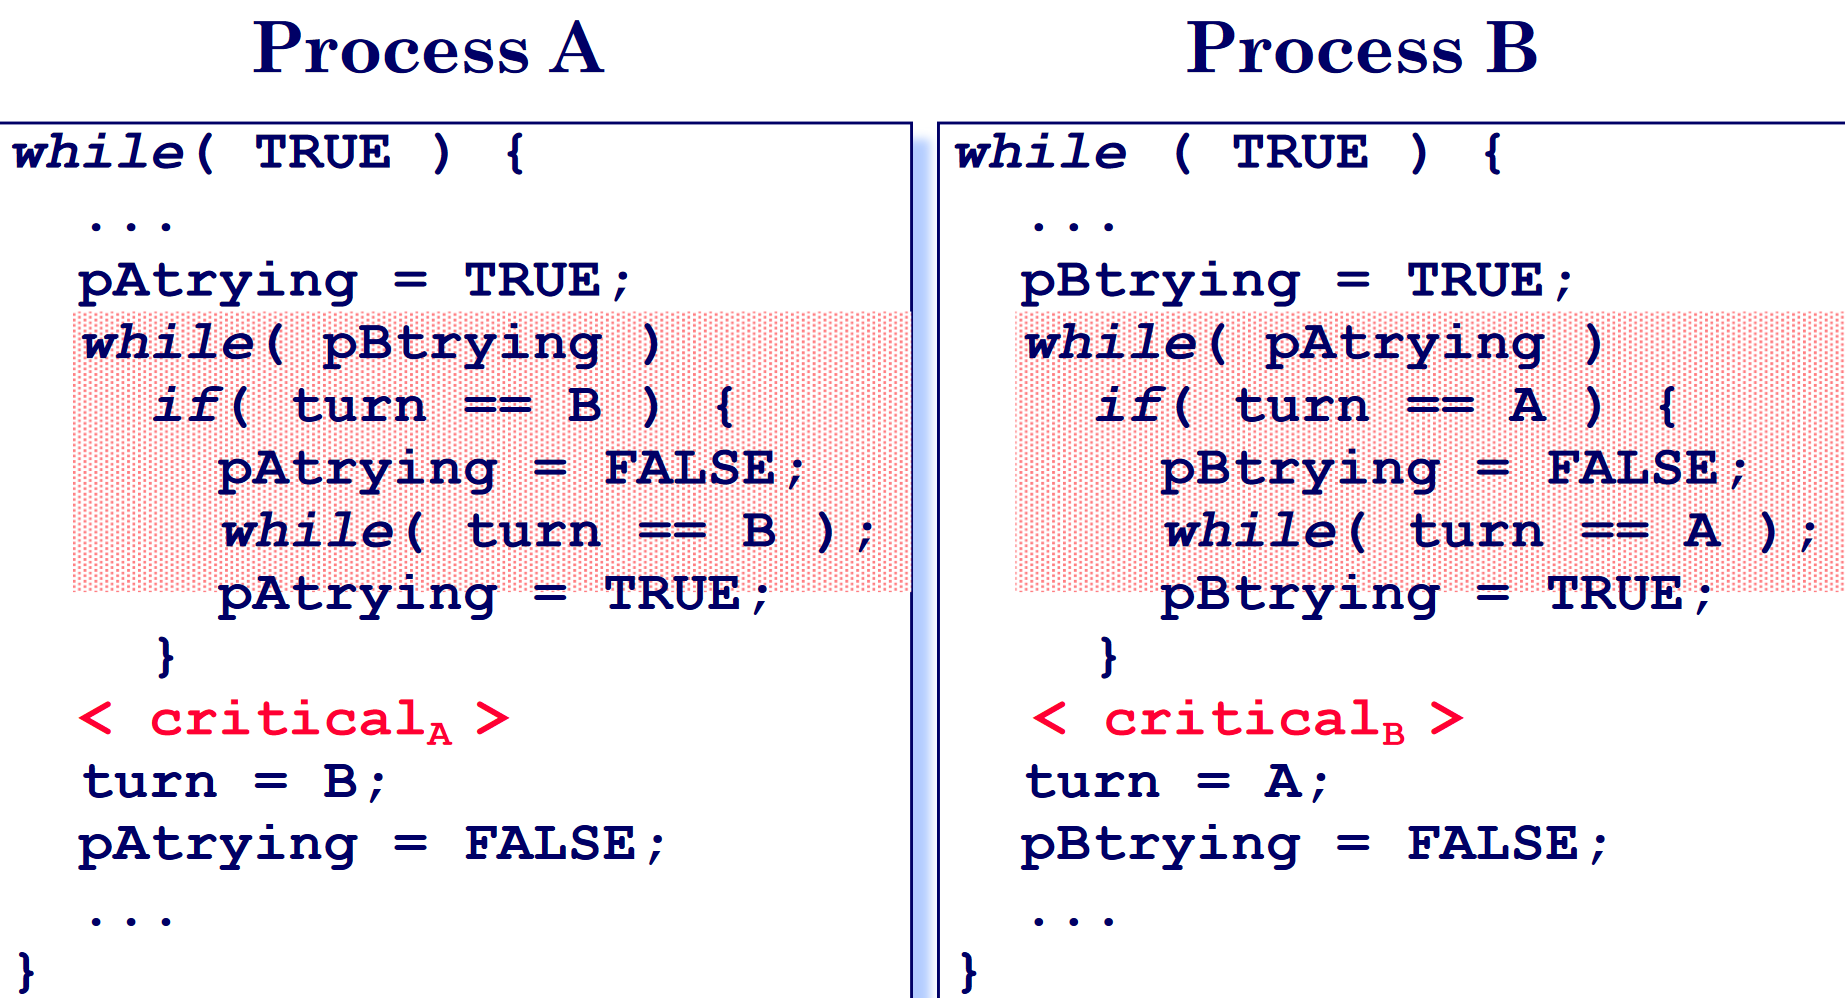 Process A
while( TRUE ) {
...
pAtrying = TRUE;
while( pBtrying )
if( turn == B ) {
pAtrying = FALSE;
while( turn == B );
pAtrying = TRUE;
}
< criticalA >
turn = B;
pAtrying = FALSE;
...
}
Process B
while ( TRUE ) {
...
pBtrying = TRUE;
while( pAtrying )
if( turn == A ) {
pBtrying = FALSE;
while( turn == A );
pBtrying = TRUE;
}
< criticalB >
turn = A;
pBtrying = FALSE;
...
}